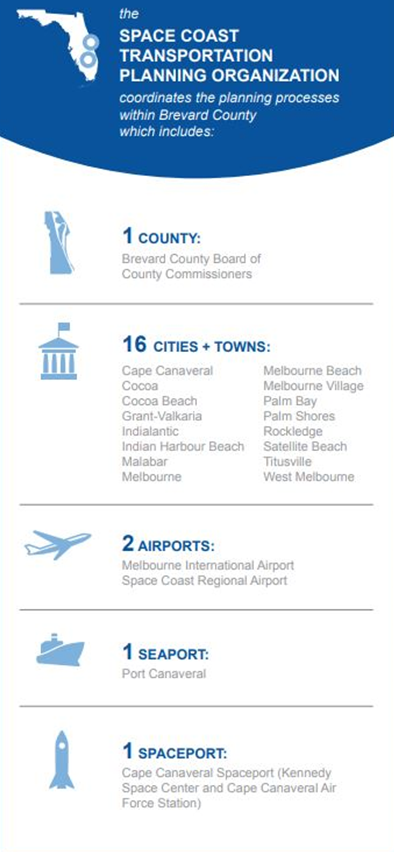 the
SPACE COAST
TRANSPORTATION
PLANNING ORGANIZATION
coordinates the planning processes
within Brevard County
which includes:
1 COUNTY:
Brevard County Board of
County Commissioners
16 CITIES + TOWNS:
Cape Canaveral
Cocoa
Cocoa Beach
Grant-Valkaria
Indialantic
Indian Harbour Beach
Malabar
Melbourne
Melbourne Beach
Melbourne Village
Palm Bay
Palm Shores
Rockledge
Satellite Beach
Titusville
West Melbourne
2 AIRPORTS:
Melbourne International Airport
Space Coast Regional Airport
1 SEAPORT:
Port Canaveral
1 SPACEPORT:
Cape Canaveral Spaceport (Kennedy
Space Center and Cape Canaveral Air
Force Station)